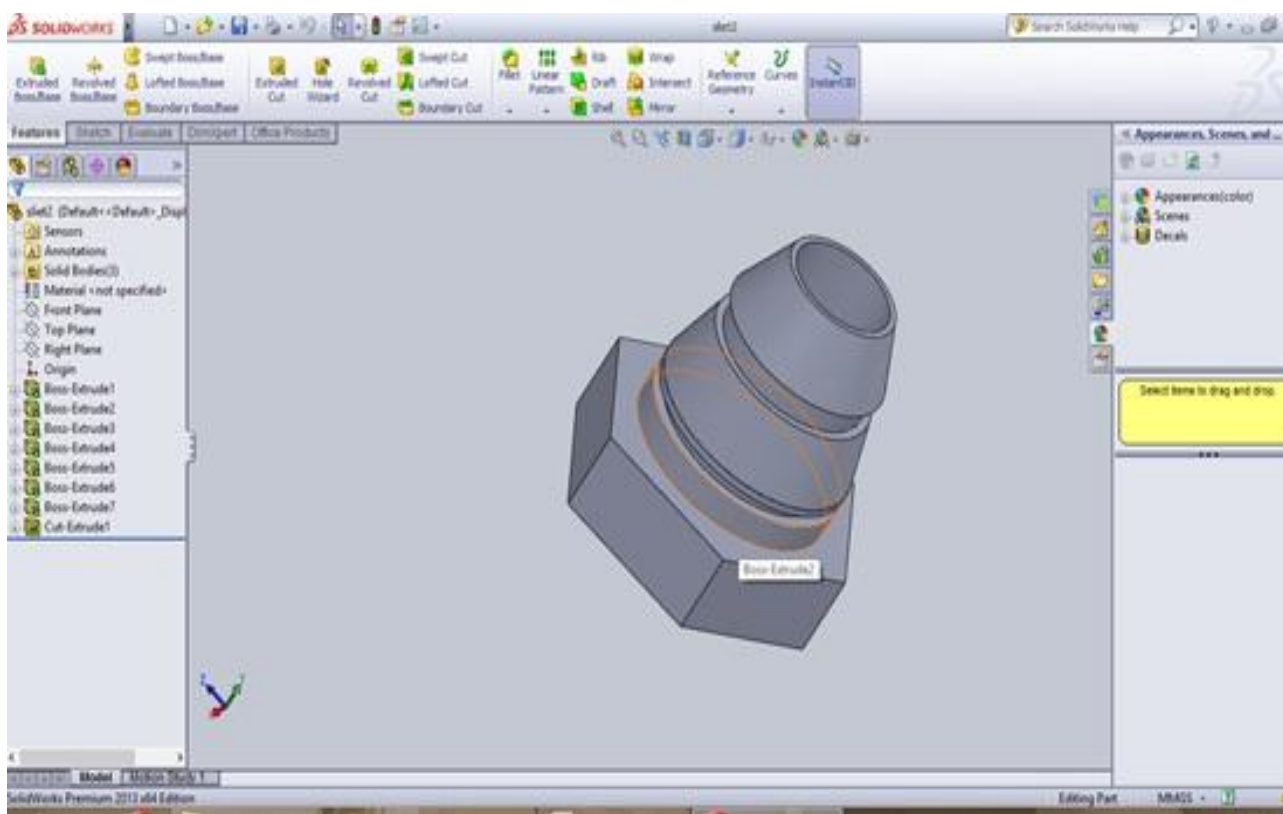 SOLIDWORKS
Search SolidWorks Help
Extruded Boss/Base
Revolved Boss/Base
Swept Boss/Base
Lofted Boss/Base
Boundary Boss/Base
Extruded Cut
Hole Wizard
Revolved Cut
Swept Cut
Lofted Cut
Boundary Cut
Fillet
Linear Pattern
Rib
Draft
Shell
Wrap
Intersect
Mirror
Reference Geometry
Curves
Instant3D
Features Sketch Evaluate DimXpert Office Products
(Default<<Default>_Displ
Sensors
Annotations
Solid Bodies(3)
Material <not specified>
Front Plane
Top Plane
Right Plane
Origin
Boss-Extrude1
Boss-Extrude2
Boss-Extrude3
Boss-Extrude4
Boss-Extrude5
Boss-Extrude6
Boss-Extrude7
Cut-Extrude1
Boss-Extrude2
Appearances, Scenes, and ...
Appearances(color)
Scenes
Decals
Select items to drag and drop.
Model Motion Study 1
SolidWorks Premium 2013 x64 Edition
Editing Part MMGS